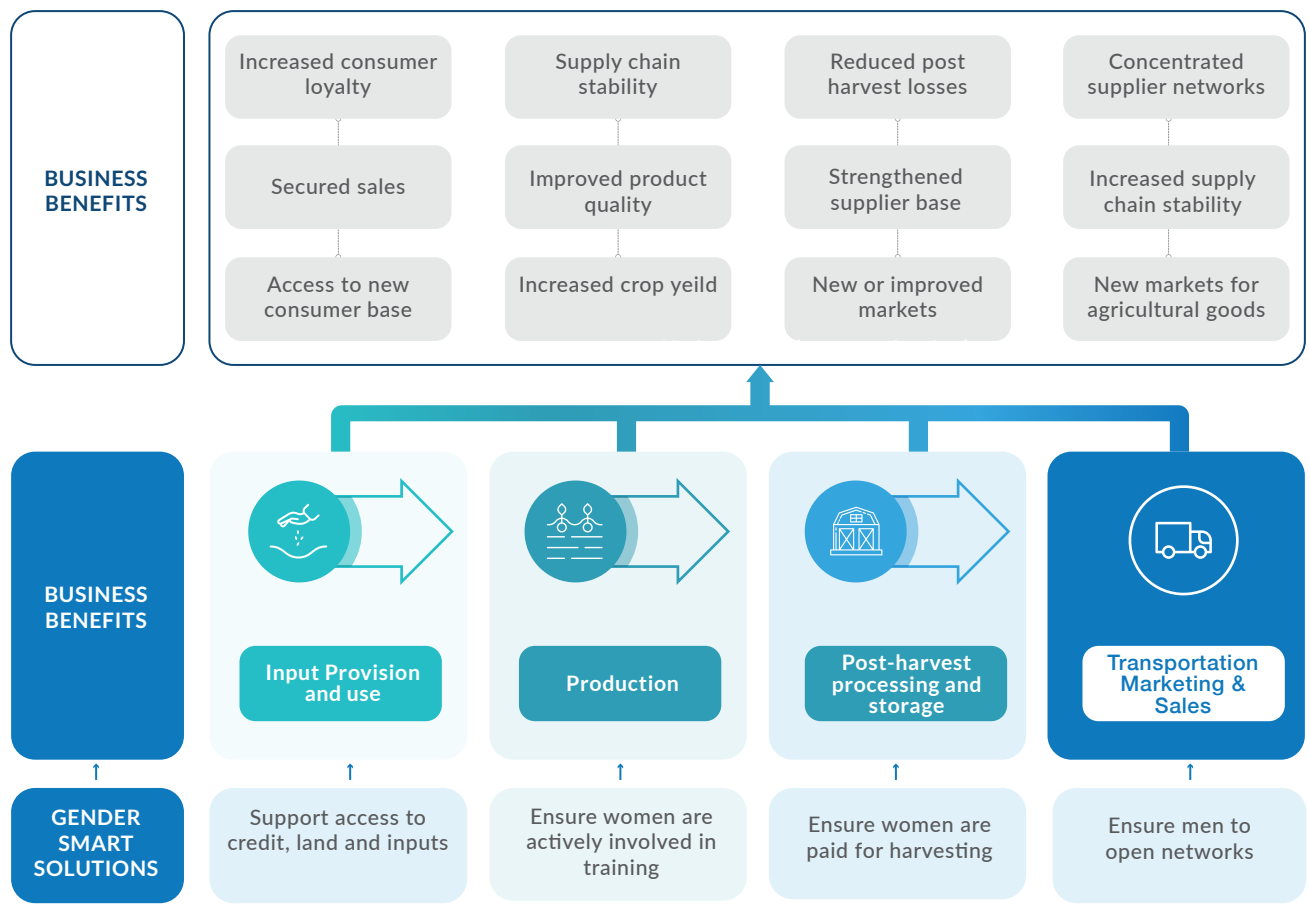 BUSINESS
BENEFITS
Increased consumer
loyalty
Supply chain
stability
Reduced post
harvest losses
Concentrated
supplier networks
Secured sales
Improved product
quality
Strengthened
supplier base
Increased supply
chain stability
Access to new
consumer base
Increased crop yeild
New or improved
markets
New markets for
agricultural goods
BUSINESS
BENEFITS
Input Provision
and use
Production
Post-harvest
processing and
storage
Transportation
Marketing &
Sales
GENDER
SMART
SOLUTIONS
Support access to
credit, land and inputs
Ensure women are
actively involved in
training
Ensure women are
paid for harvesting
Ensure men to
open networks